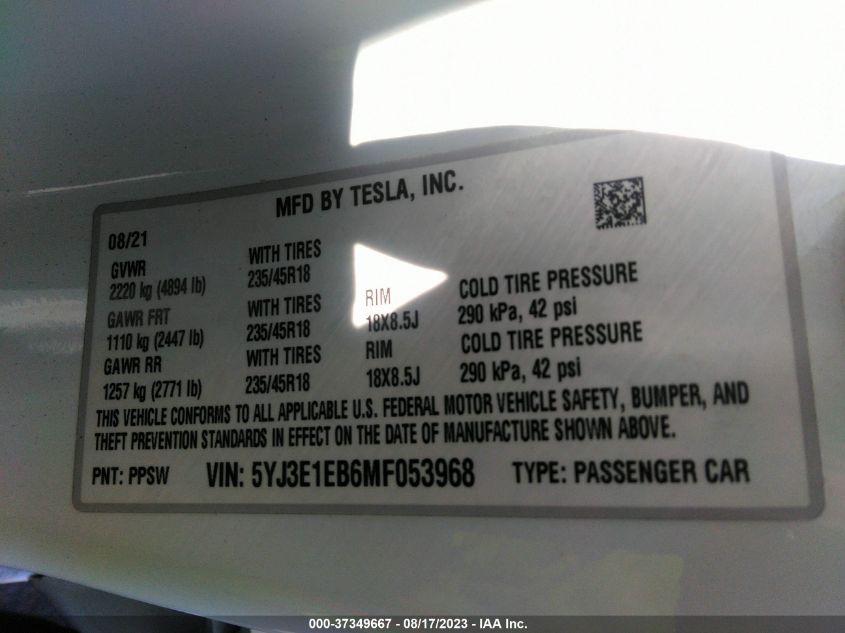 MFD BY TESLA, INC.
08/21
GVWR WITH TIRES
2220 kg (4894 lb) 235/45R18 RIM COLD TIRE PRESSURE
GAWR FRT WITH TIRES 18X8.5J 290 kPa, 42 psi
1110 kg (2447 lb) 235/45R18 RIM COLD TIRE PRESSURE
GAWR RR WITH TIRES 18X8.5J 290 kPa, 42 psi
1257 kg (2771 lb) 235/45R18
THIS VEHICLE CONFORMS TO ALL APPLICABLE U.S. FEDERAL MOTOR VEHICLE SAFETY, BUMPER, AND
THEFT PREVENTION STANDARDS IN EFFECT ON THE DATE OF MANUFACTURE SHOWN ABOVE.
PNT: PPSW VIN: 5YJ3E1EB6MF053968 TYPE: PASSENGER CAR
000-37349667 - 08/17/2023 - IAA Inc.